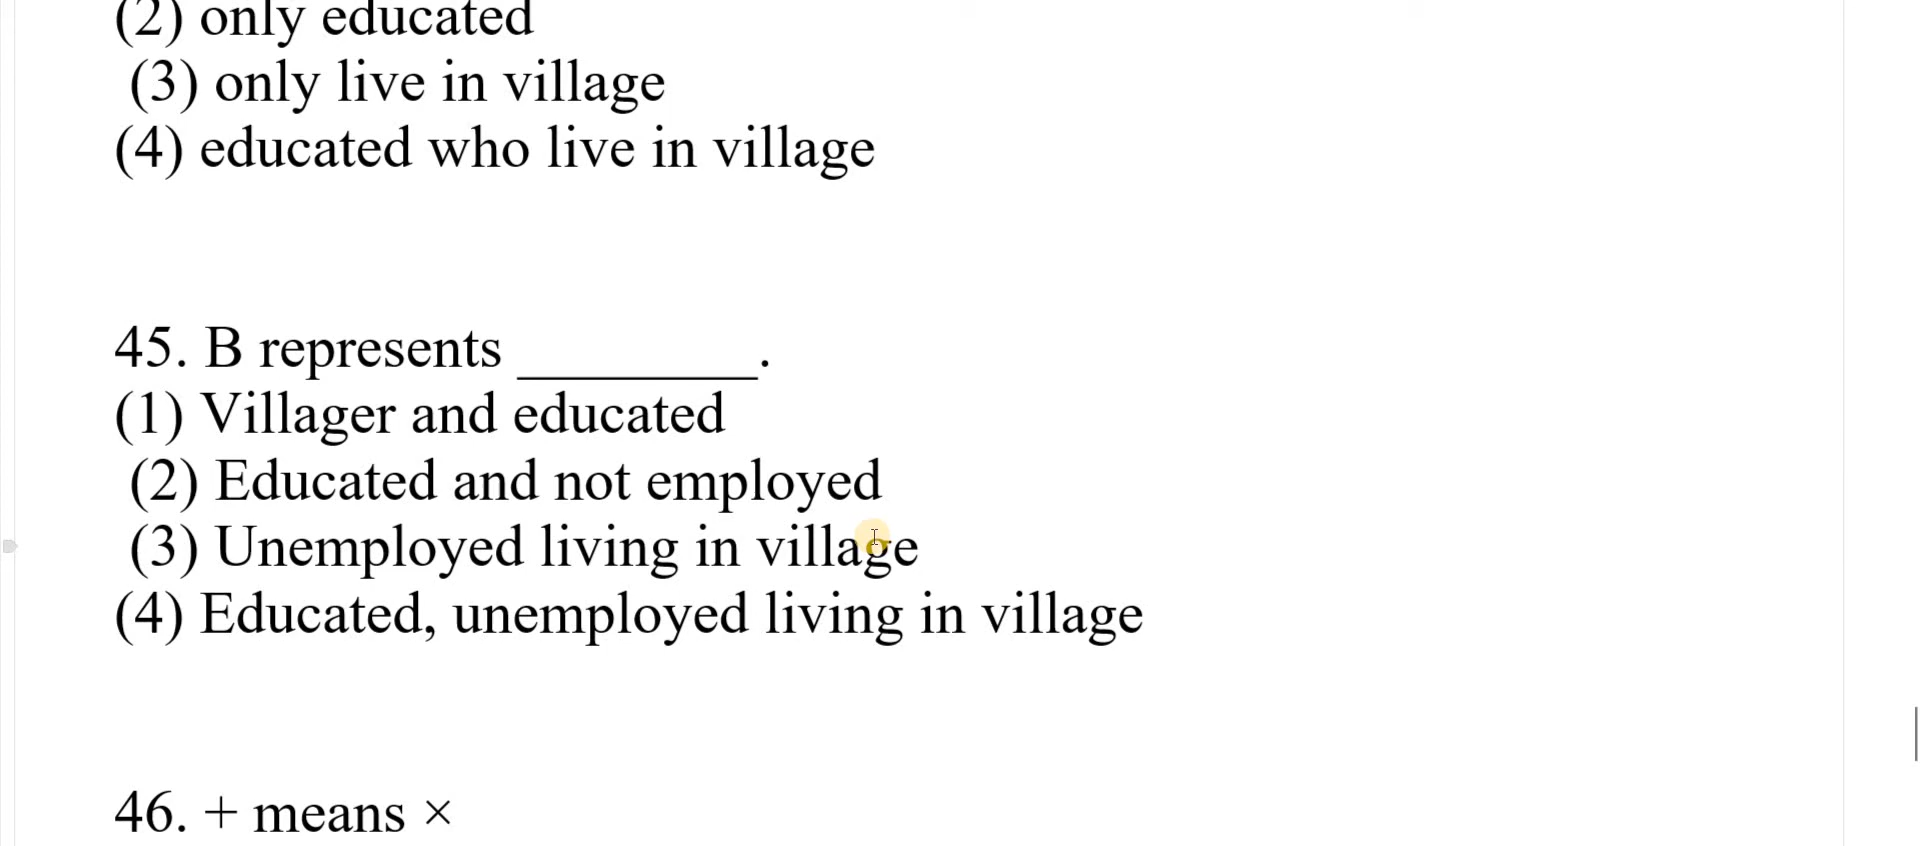 (2) only educated
(3) only live in village
(4) educated who live in village
45. B represents ________.
(1) Villager and educated
(2) Educated and not employed
(3) Unemployed living in village
(4) Educated, unemployed living in village
46. + means ×